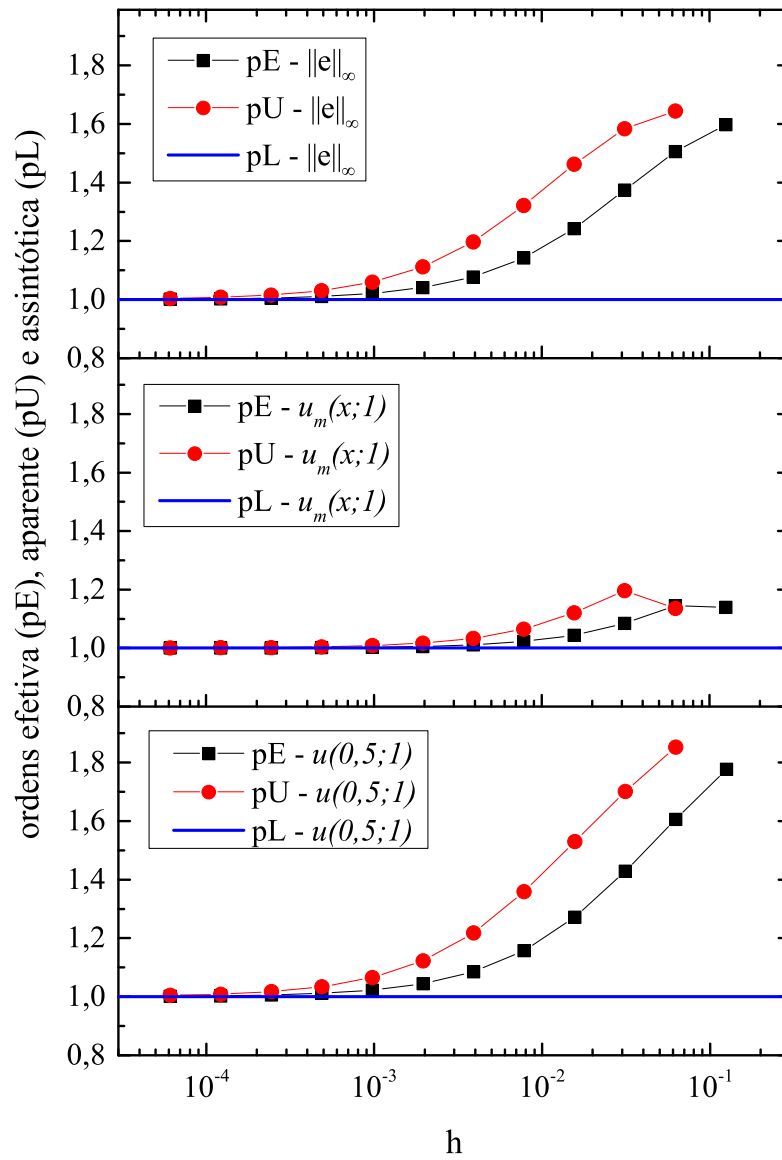 ordens efetiva (pE), aparente (pU) e assintótica (pL)
1,8
1,6
1,4
1,2
1,0
0,8
pE - ||e||∞
pU - ||e||∞
pL - ||e||∞
1,8
1,6
1,4
1,2
1,0
0,8
pE - u_m(x;1)
pU - u_m(x;1)
pL - u_m(x;1)
1,8
1,6
1,4
1,2
1,0
0,8
pE - u(0,5;1)
pU - u(0,5;1)
pL - u(0,5;1)
10^-4 10^-3 10^-2 10^-1
h